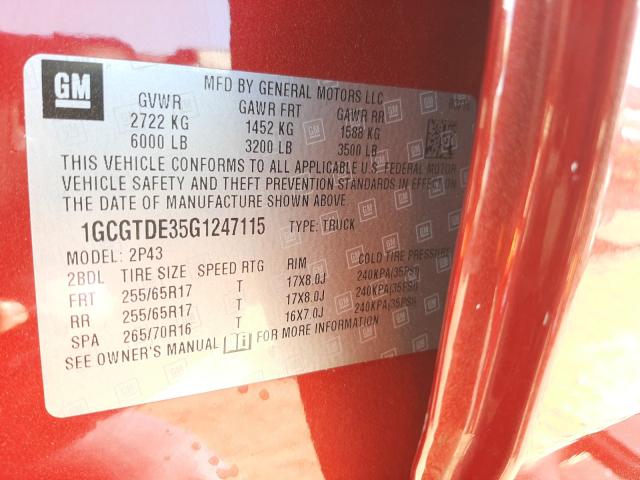 GM
MFD BY GENERAL MOTORS LLC
GVWR GAWR FRT GAWR RR
2722 KG 1452 KG 1588 KG
6000 LB 3200 LB 3500 LB
THIS VEHICLE CONFORMS TO ALL APPLICABLE U.S. FEDERAL MOTOR
VEHICLE SAFETY AND THEFT PREVENTION STANDARDS IN EFFECT ON
THE DATE OF MANUFACTURE SHOWN ABOVE.
1GCGTDE35G1247115 TYPE: TRUCK
MODEL: 2P43
2BDL TIRE SIZE SPEED RTG RIM COLD TIRE PRESSURE
FRT 255/65R17 T 17X8.0J 240KPA(35PSI)
RR 255/65R17 T 17X8.0J 240KPA(35PSI)
SPA 265/70R16 T 16X7.0J 240KPA(35PSI)
SEE OWNER'S MANUAL FOR MORE INFORMATION